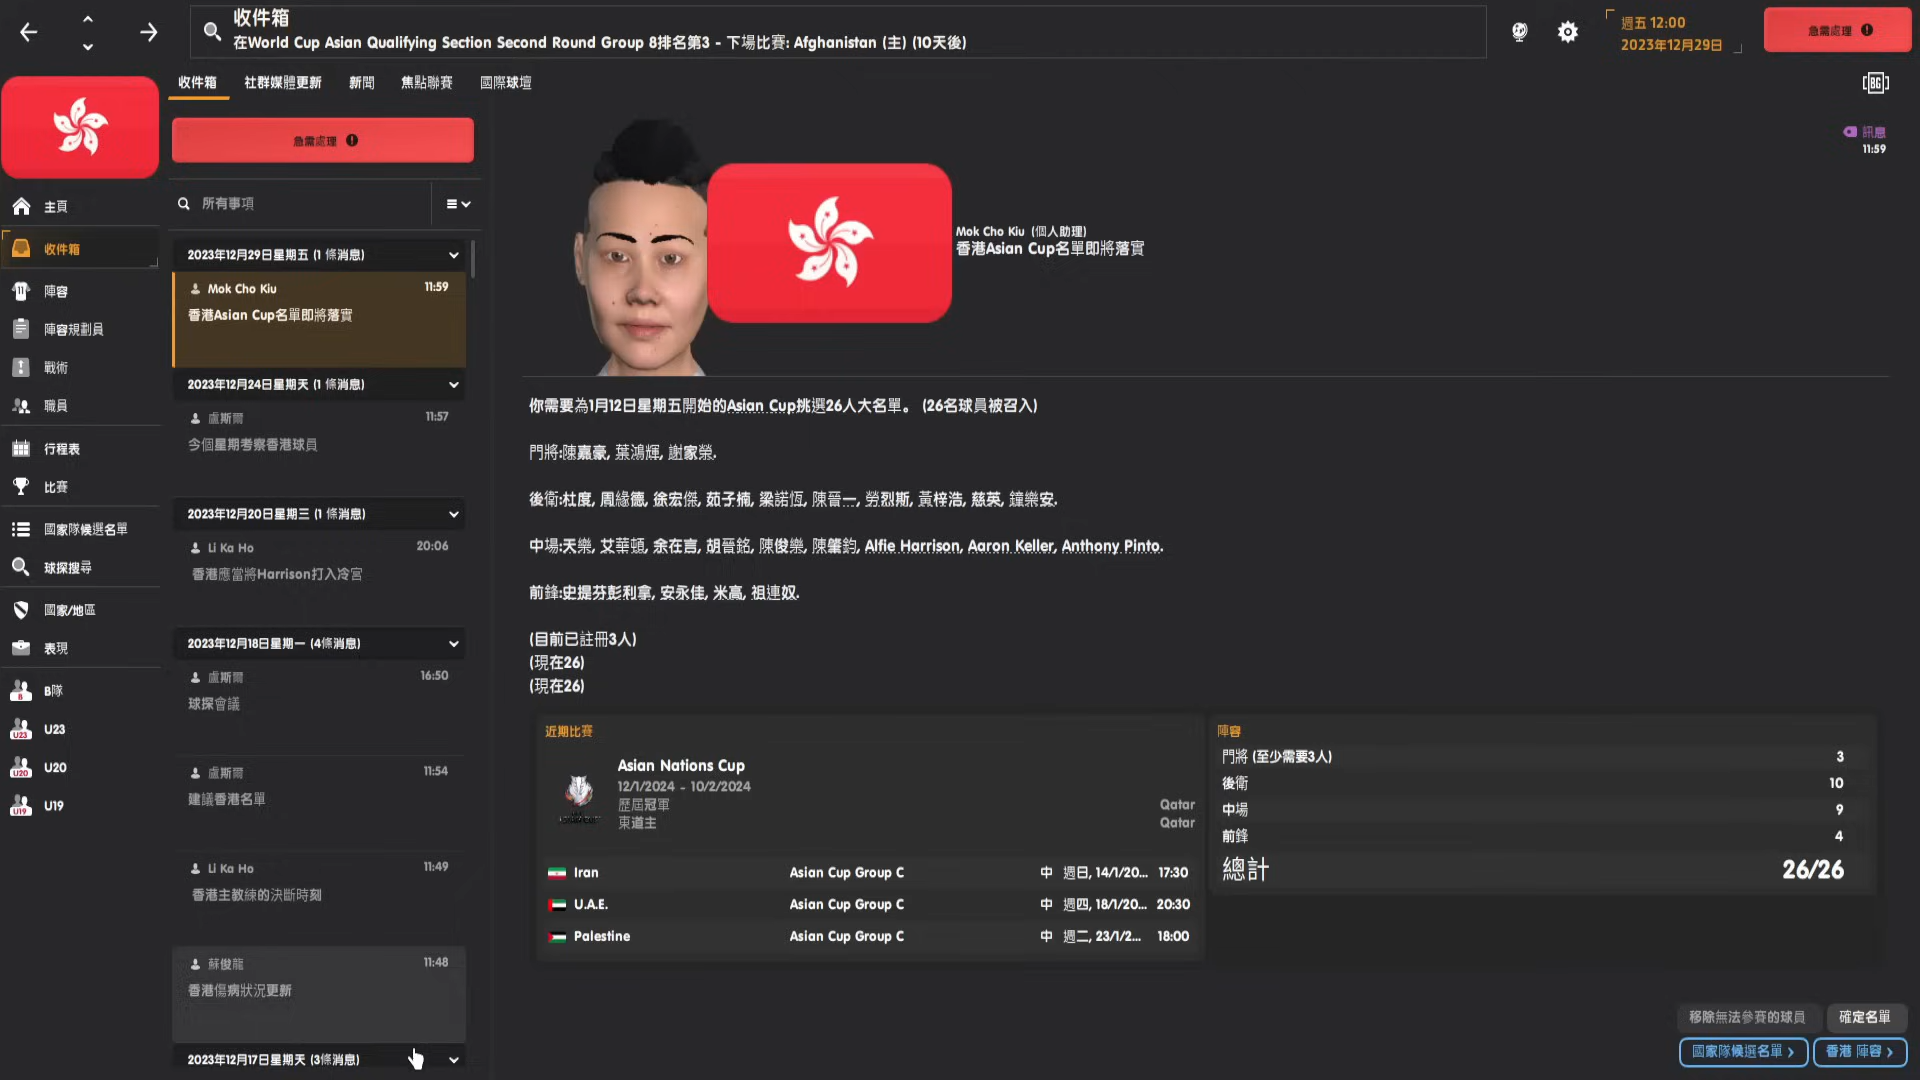 收件箱
在World Cup Asian Qualifying Section Second Round Group 8排名第3 - 下場比賽: Afghanistan (主) (10天後)
週五 12:00
2023年12月29日
急需處理
收件箱
社群媒體更新
新聞
焦點聯賽
國際球壇
主頁
收件箱
陣容
陣容規劃員
戰術
職員
行程表
比賽
國家隊候選名單
球探搜尋
國家/地區
表現
B隊
U23
U20
U19
急需處理
所有事項
2023年12月29日星期五 (1 條消息)
Mok Cho Kiu 11:59
香港Asian Cup名單即將落實
2023年12月24日星期天 (1 條消息)
盧斯爾 11:57
今個星期考察香港球員
2023年12月20日星期三 (1 條消息)
Li Ka Ho 20:06
香港應當將Harrison打入冷宮
2023年12月18日星期一 (4條消息)
盧斯爾 16:50
球探會議
盧斯爾 11:54
建議香港名單
Li Ka Ho 11:49
香港主教練的決斷時刻
蘇俊龍 11:48
香港傷病狀況更新
2023年12月17日星期天 (3條消息)
訊息
11:59
Mok Cho Kiu (個人助理)
香港Asian Cup名單即將落實
你需要為1月12日星期五開始的Asian Cup挑選26人大名單。 (26名球員被召入)
門將:陳嘉豪, 葉鴻輝, 謝家榮.
後衛:杜度, 周緣德, 徐宏傑, 茹子楠, 梁諾恆, 陳晉一, 勞烈斯, 黃梓浩, 慈英, 鐘樂安.
中場:天樂, 艾華頓, 余在言, 胡晉銘, 陳俊樂, 陳肇鈞, Alfie Harrison, Aaron Keller, Anthony Pinto.
前鋒:史提芬彭利拿, 安永佳, 米高, 祖連奴.
(目前已註冊3人)
(現在26)
(現在26)
近期比賽
Asian Nations Cup
12/1/2024 - 10/2/2024
歷屆冠軍 Qatar
東道主 Qatar
Iran Asian Cup Group C 中 週日, 14/1/20... 17:30
U.A.E. Asian Cup Group C 中 週四, 18/1/20... 20:30
Palestine Asian Cup Group C 中 週二, 23/1/2... 18:00
陣容
門將 (至少需要3人) 3
後衛 10
中場 9
前鋒 4
總計 26/26
移除無法參賽的球員
確定名單
國家隊候選名單 >
香港 陣容 >